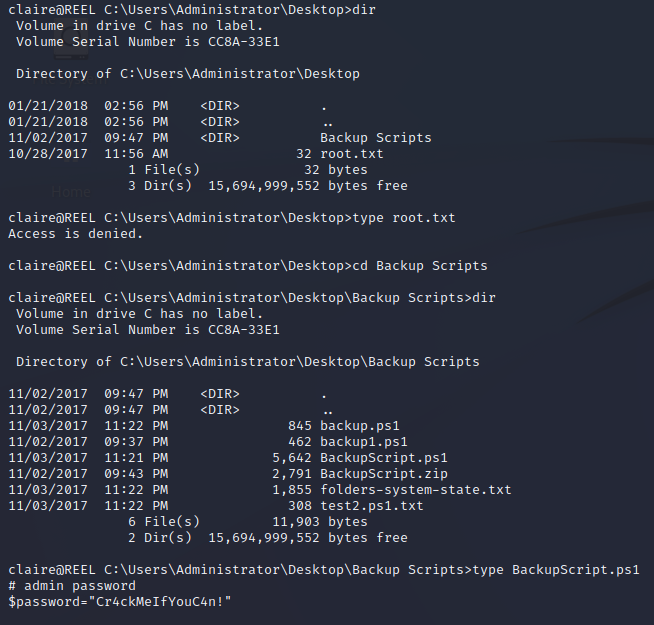 claire@REEL C:\Users\Administrator\Desktop>dir
 Volume in drive C has no label.
 Volume Serial Number is CC8A-33E1

 Directory of C:\Users\Administrator\Desktop

01/21/2018  02:56 PM    <DIR>          .
01/21/2018  02:56 PM    <DIR>          ..
11/02/2017  09:47 PM    <DIR>          Backup Scripts
10/28/2017  11:56 AM                32 root.txt
               1 File(s)             32 bytes
               3 Dir(s)  15,694,999,552 bytes free

claire@REEL C:\Users\Administrator\Desktop>type root.txt
Access is denied.

claire@REEL C:\Users\Administrator\Desktop>cd Backup Scripts

claire@REEL C:\Users\Administrator\Desktop\Backup Scripts>dir
 Volume in drive C has no label.
 Volume Serial Number is CC8A-33E1

 Directory of C:\Users\Administrator\Desktop\Backup Scripts

11/02/2017  09:47 PM    <DIR>          .
11/02/2017  09:47 PM    <DIR>          ..
11/03/2017  11:22 PM               845 backup.ps1
11/02/2017  09:37 PM               462 backup1.ps1
11/03/2017  11:21 PM             5,642 BackupScript.ps1
11/02/2017  09:43 PM             2,791 BackupScript.zip
11/03/2017  11:22 PM             1,855 folders-system-state.txt
11/03/2017  11:22 PM               308 test2.ps1.txt
               6 File(s)         11,903 bytes
               2 Dir(s)  15,694,999,552 bytes free

claire@REEL C:\Users\Administrator\Desktop\Backup Scripts>type BackupScript.ps1
# admin password
$password="Cr4ckMeIfYouC4n!"
Home